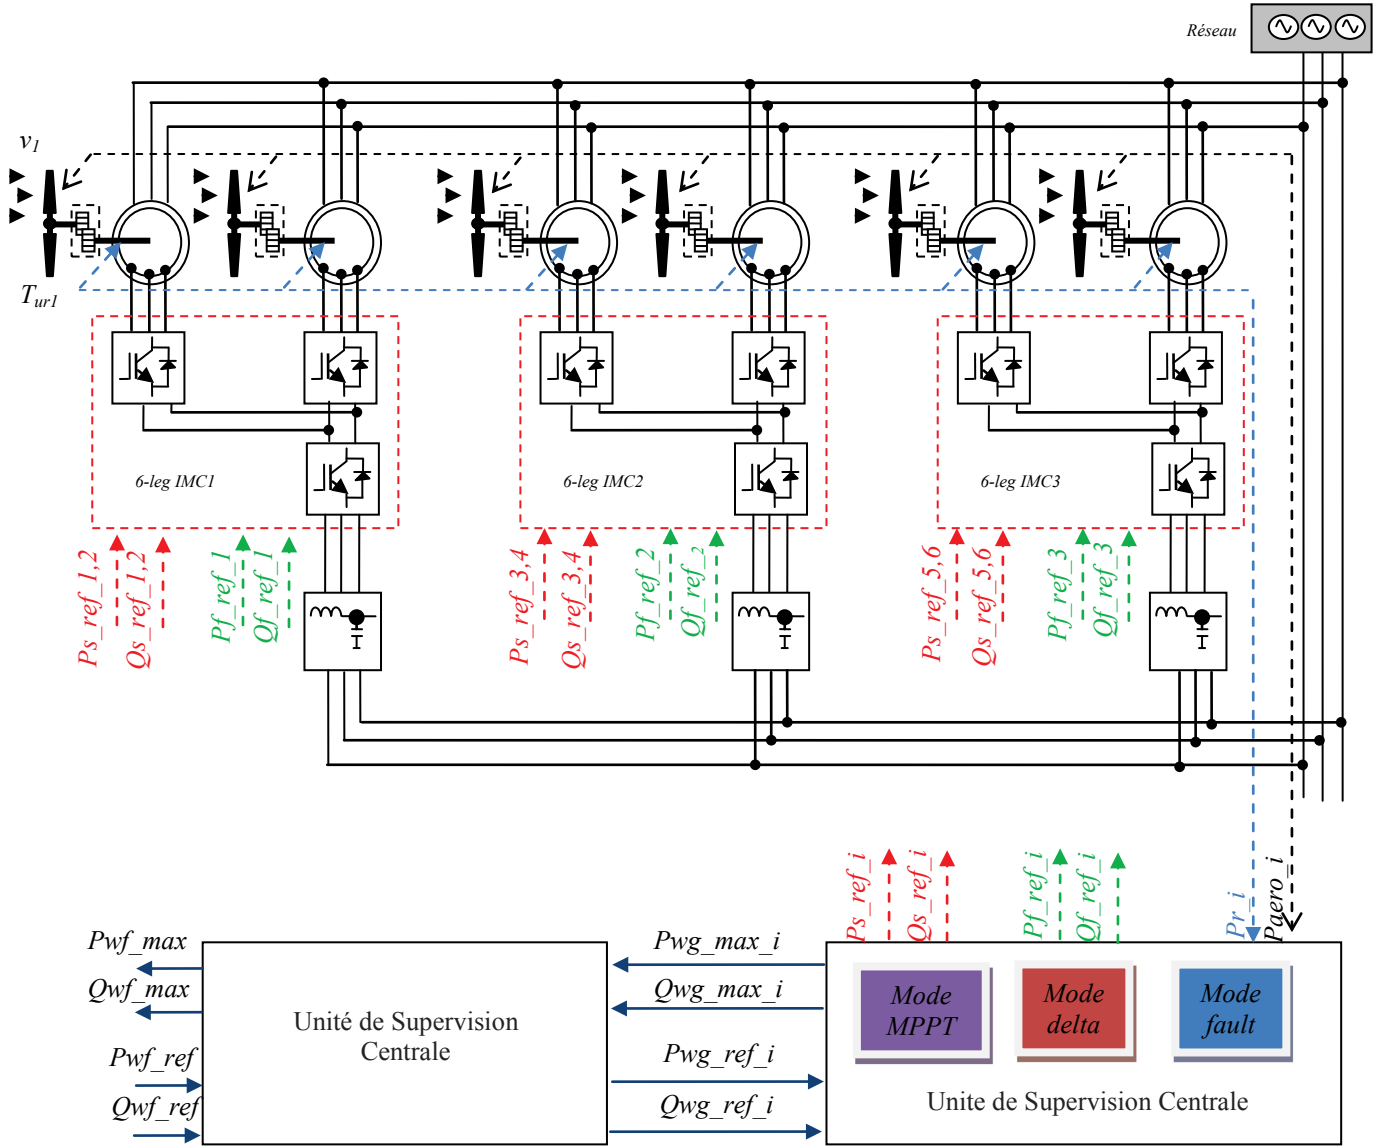 Réseau
v1
Tur1
6-leg IMC1
6-leg IMC2
6-leg IMC3
Ps_ref_1,2
Qs_ref_1,2
Pf_ref_1
Qf_ref_1
Ps_ref_3,4
Qs_ref_3,4
Pf_ref_2
Qf_ref_2
Ps_ref_5,6
Qs_ref_5,6
Pf_ref_3
Qf_ref_3
Ps_ref_i
Qs_ref_i
Pf_ref_i
Qf_ref_i
Pr_i
Paero_i
Pwf_max
Qwf_max
Pwf_ref
Qwf_ref
Unité de Supervision
Centrale
Pwg_max_i
Qwg_max_i
Pwg_ref_i
Qwg_ref_i
Mode
MPPT
Mode
delta
Mode
fault
Unite de Supervision Centrale